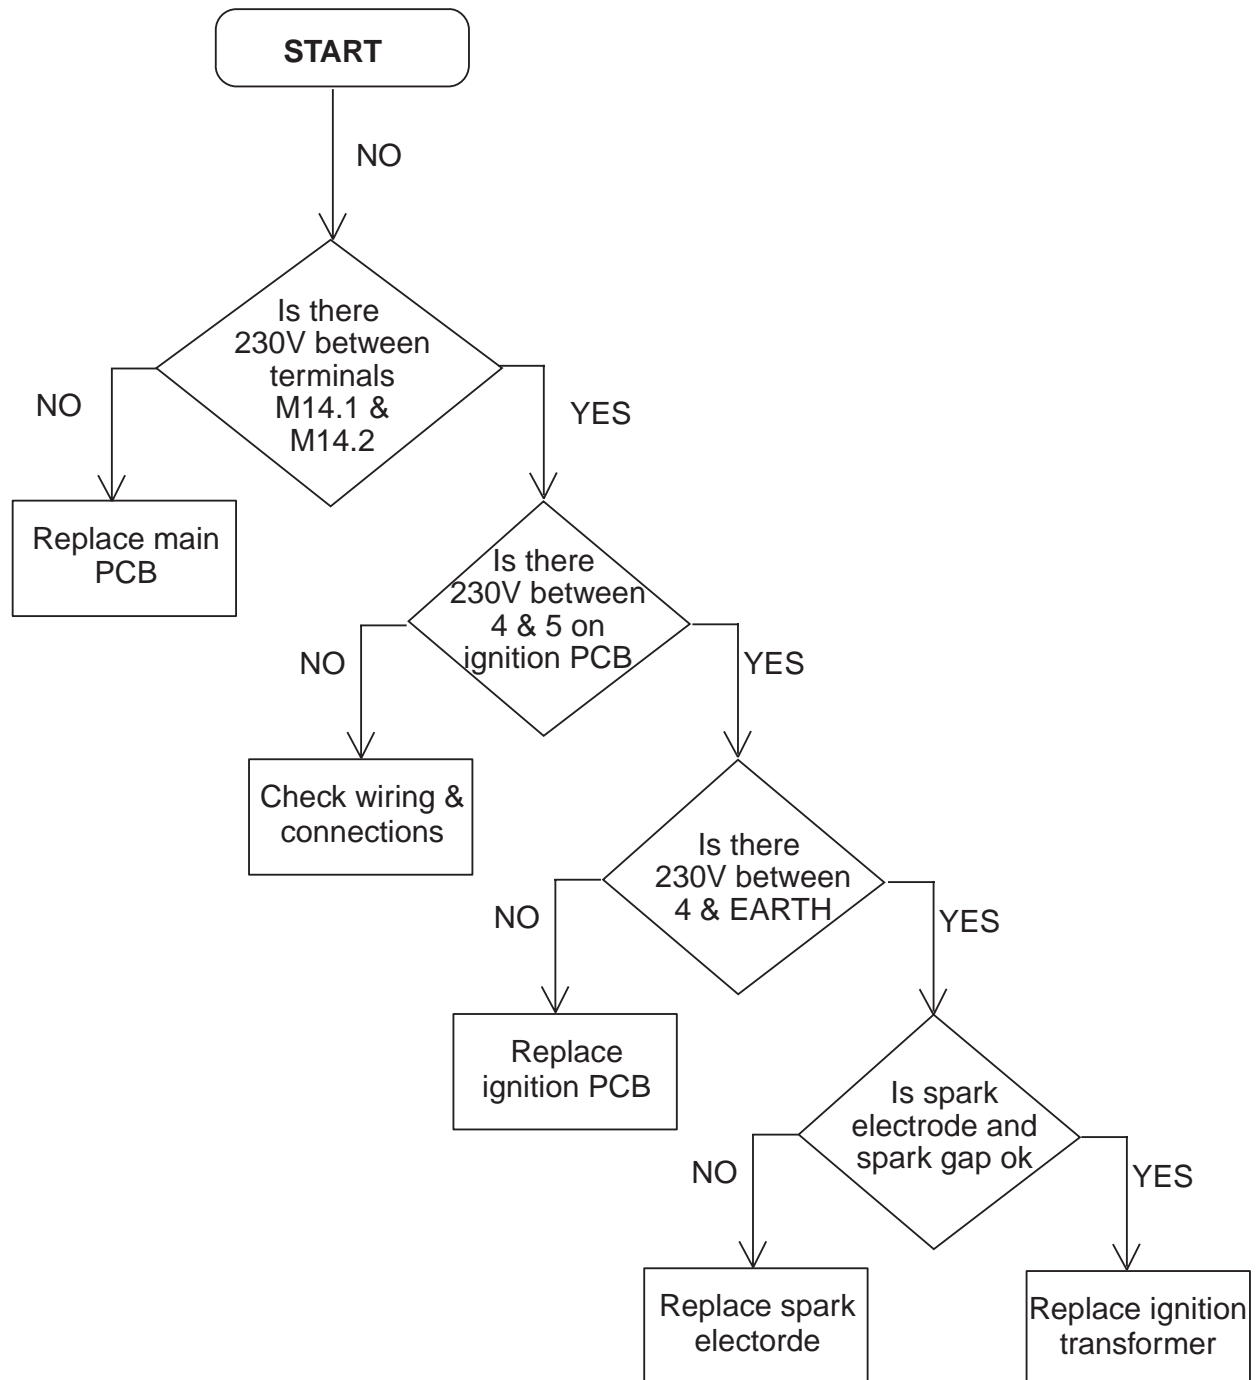 START
NO
Is there
230V between
terminals
M14.1 &
M14.2
NO
YES
Replace main
PCB
Is there
230V between
4 & 5 on
ignition PCB
NO
YES
Check wiring &
connections
Is there
230V between
4 & EARTH
NO
YES
Replace
ignition PCB
Is spark
electrode and
spark gap ok
NO
YES
Replace spark
electorde
Replace ignition
transformer